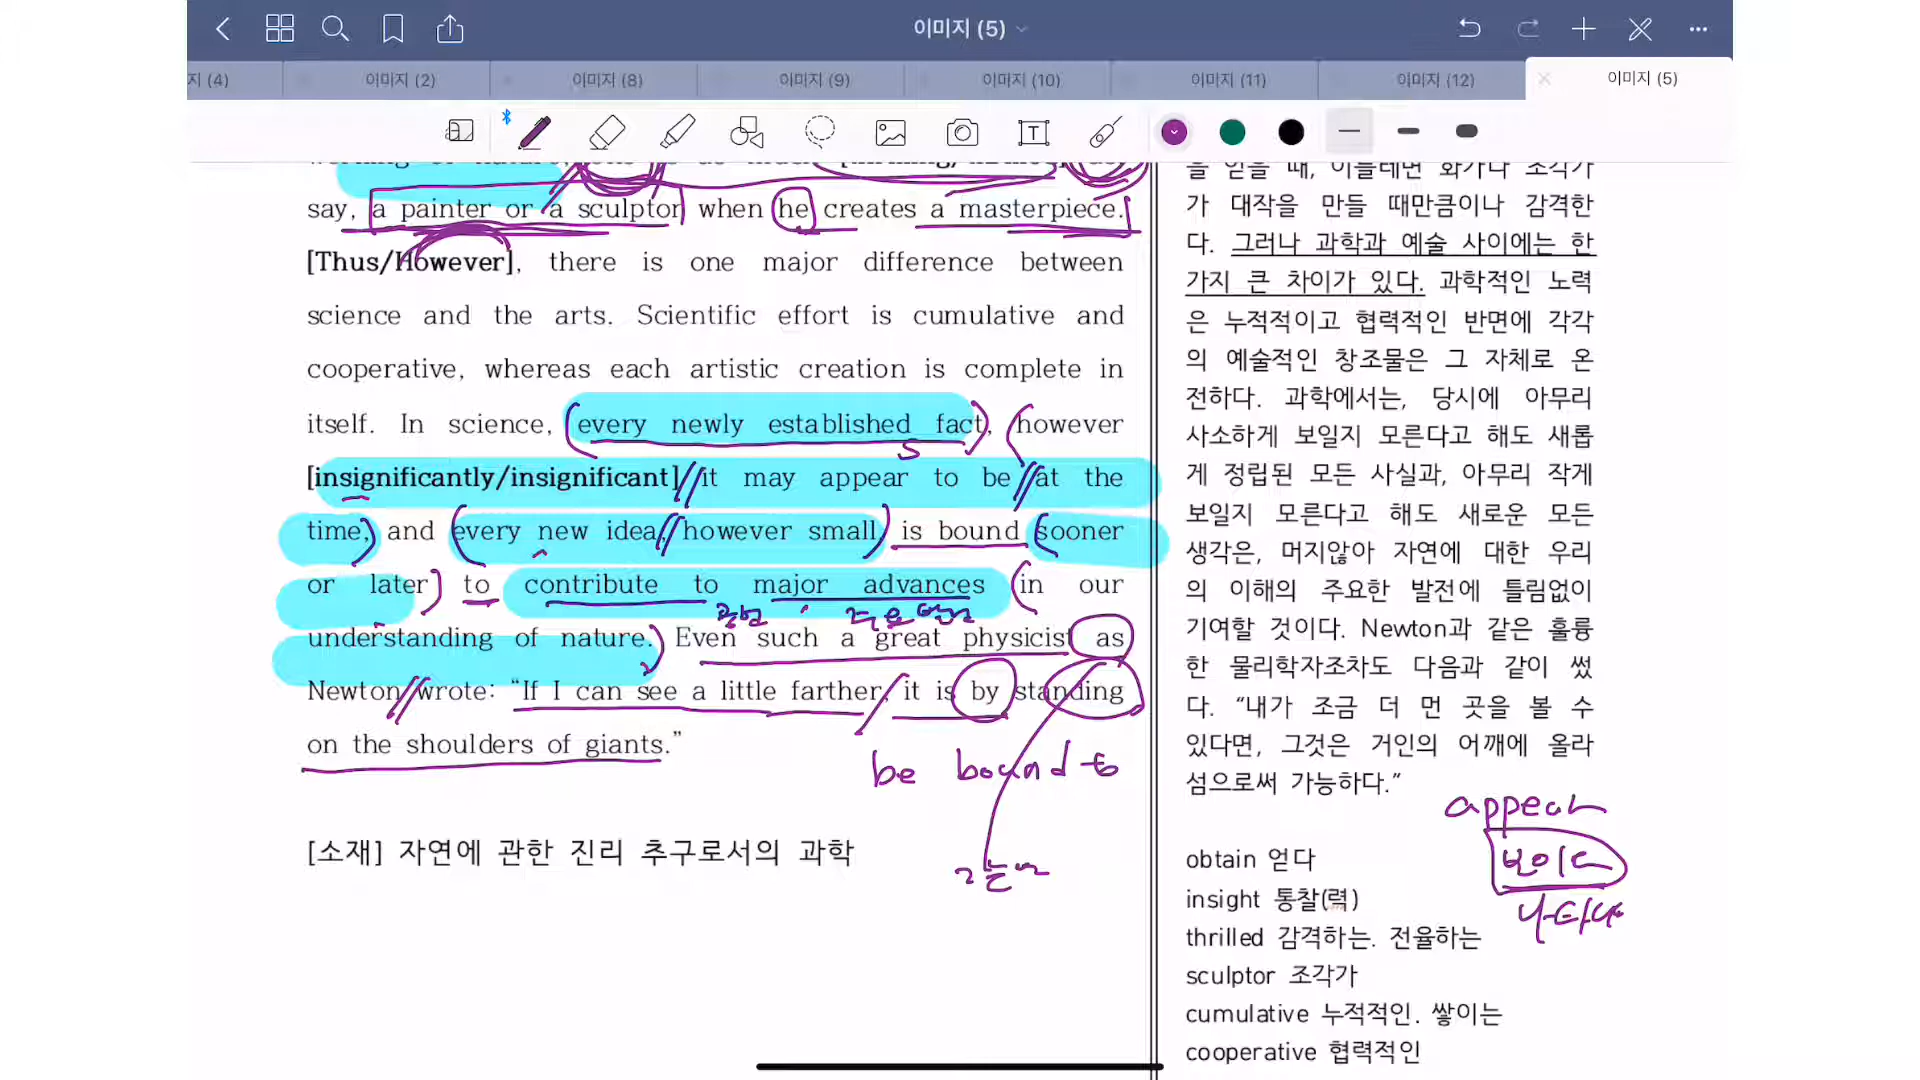 이미지 (5)
지 (4)
이미지 (2)
이미지 (8)
이미지 (9)
이미지 (10)
이미지 (11)
이미지 (12)
이미지 (5)
say, a painter or a sculptor when he creates a masterpiece.
[Thus/However], there is one major difference between
science and the arts. Scientific effort is cumulative and
cooperative, whereas each artistic creation is complete in
itself. In science, every newly established fact, however
S
[insignificantly/insignificant] it may appear to be at the
time, and every new idea, however small, is bound sooner
or later to contribute to major advances in our
공헌 주요 발전
understanding of nature. Even such a great physicist as
Newton wrote: “If I can see a little farther, it is by standing
on the shoulders of giants.”
be bound to
[소재] 자연에 관한 진리 추구로서의 과학
을 얻을 때, 이를테면 화가나 조각가
가 대작을 만들 때만큼이나 감격한
다. 그러나 과학과 예술 사이에는 한
가지 큰 차이가 있다. 과학적인 노력
은 누적적이고 협력적인 반면에 각각
의 예술적인 창조물은 그 자체로 온
전하다. 과학에서는, 당시에 아무리
사소하게 보일지 모른다고 해도 새롭
게 정립된 모든 사실과, 아무리 작게
보일지 모른다고 해도 새로운 모든
생각은, 머지않아 자연에 대한 우리
의 이해의 주요한 발전에 틀림없이
기여할 것이다. Newton과 같은 훌륭
한 물리학자조차도 다음과 같이 썼
다. “내가 조금 더 먼 곳을 볼 수
있다면, 그것은 거인의 어깨에 올라
섬으로써 가능하다.”
appear
보이다
obtain 얻다
insight 통찰(력)
thrilled 감격하는. 전율하는
sculptor 조각가
cumulative 누적적인. 쌓이는
cooperative 협력적인